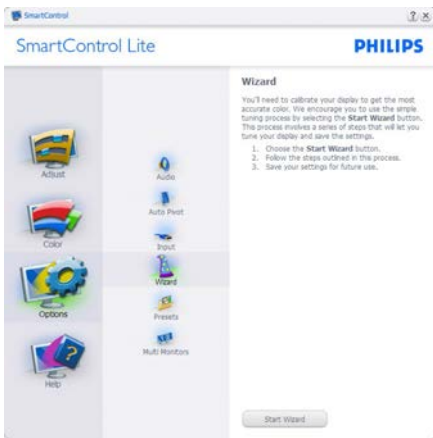 SmartControl
? X
SmartControl Lite
PHILIPS
Adjust
Color
Options
Help
Audio
Auto Pivot
Input
Wizard
Presets
Multi Monitors
Wizard
You'll need to calibrate your display to get the most
accurate color. We encourage you to use the simple
tuning process by selecting the Start Wizard button.
This process involves a series of steps that will let you
tune your display and save the settings.
1. Choose the Start Wizard button.
2. Follow the steps outlined in this process.
3. Save your settings for future use.
Start Wizard